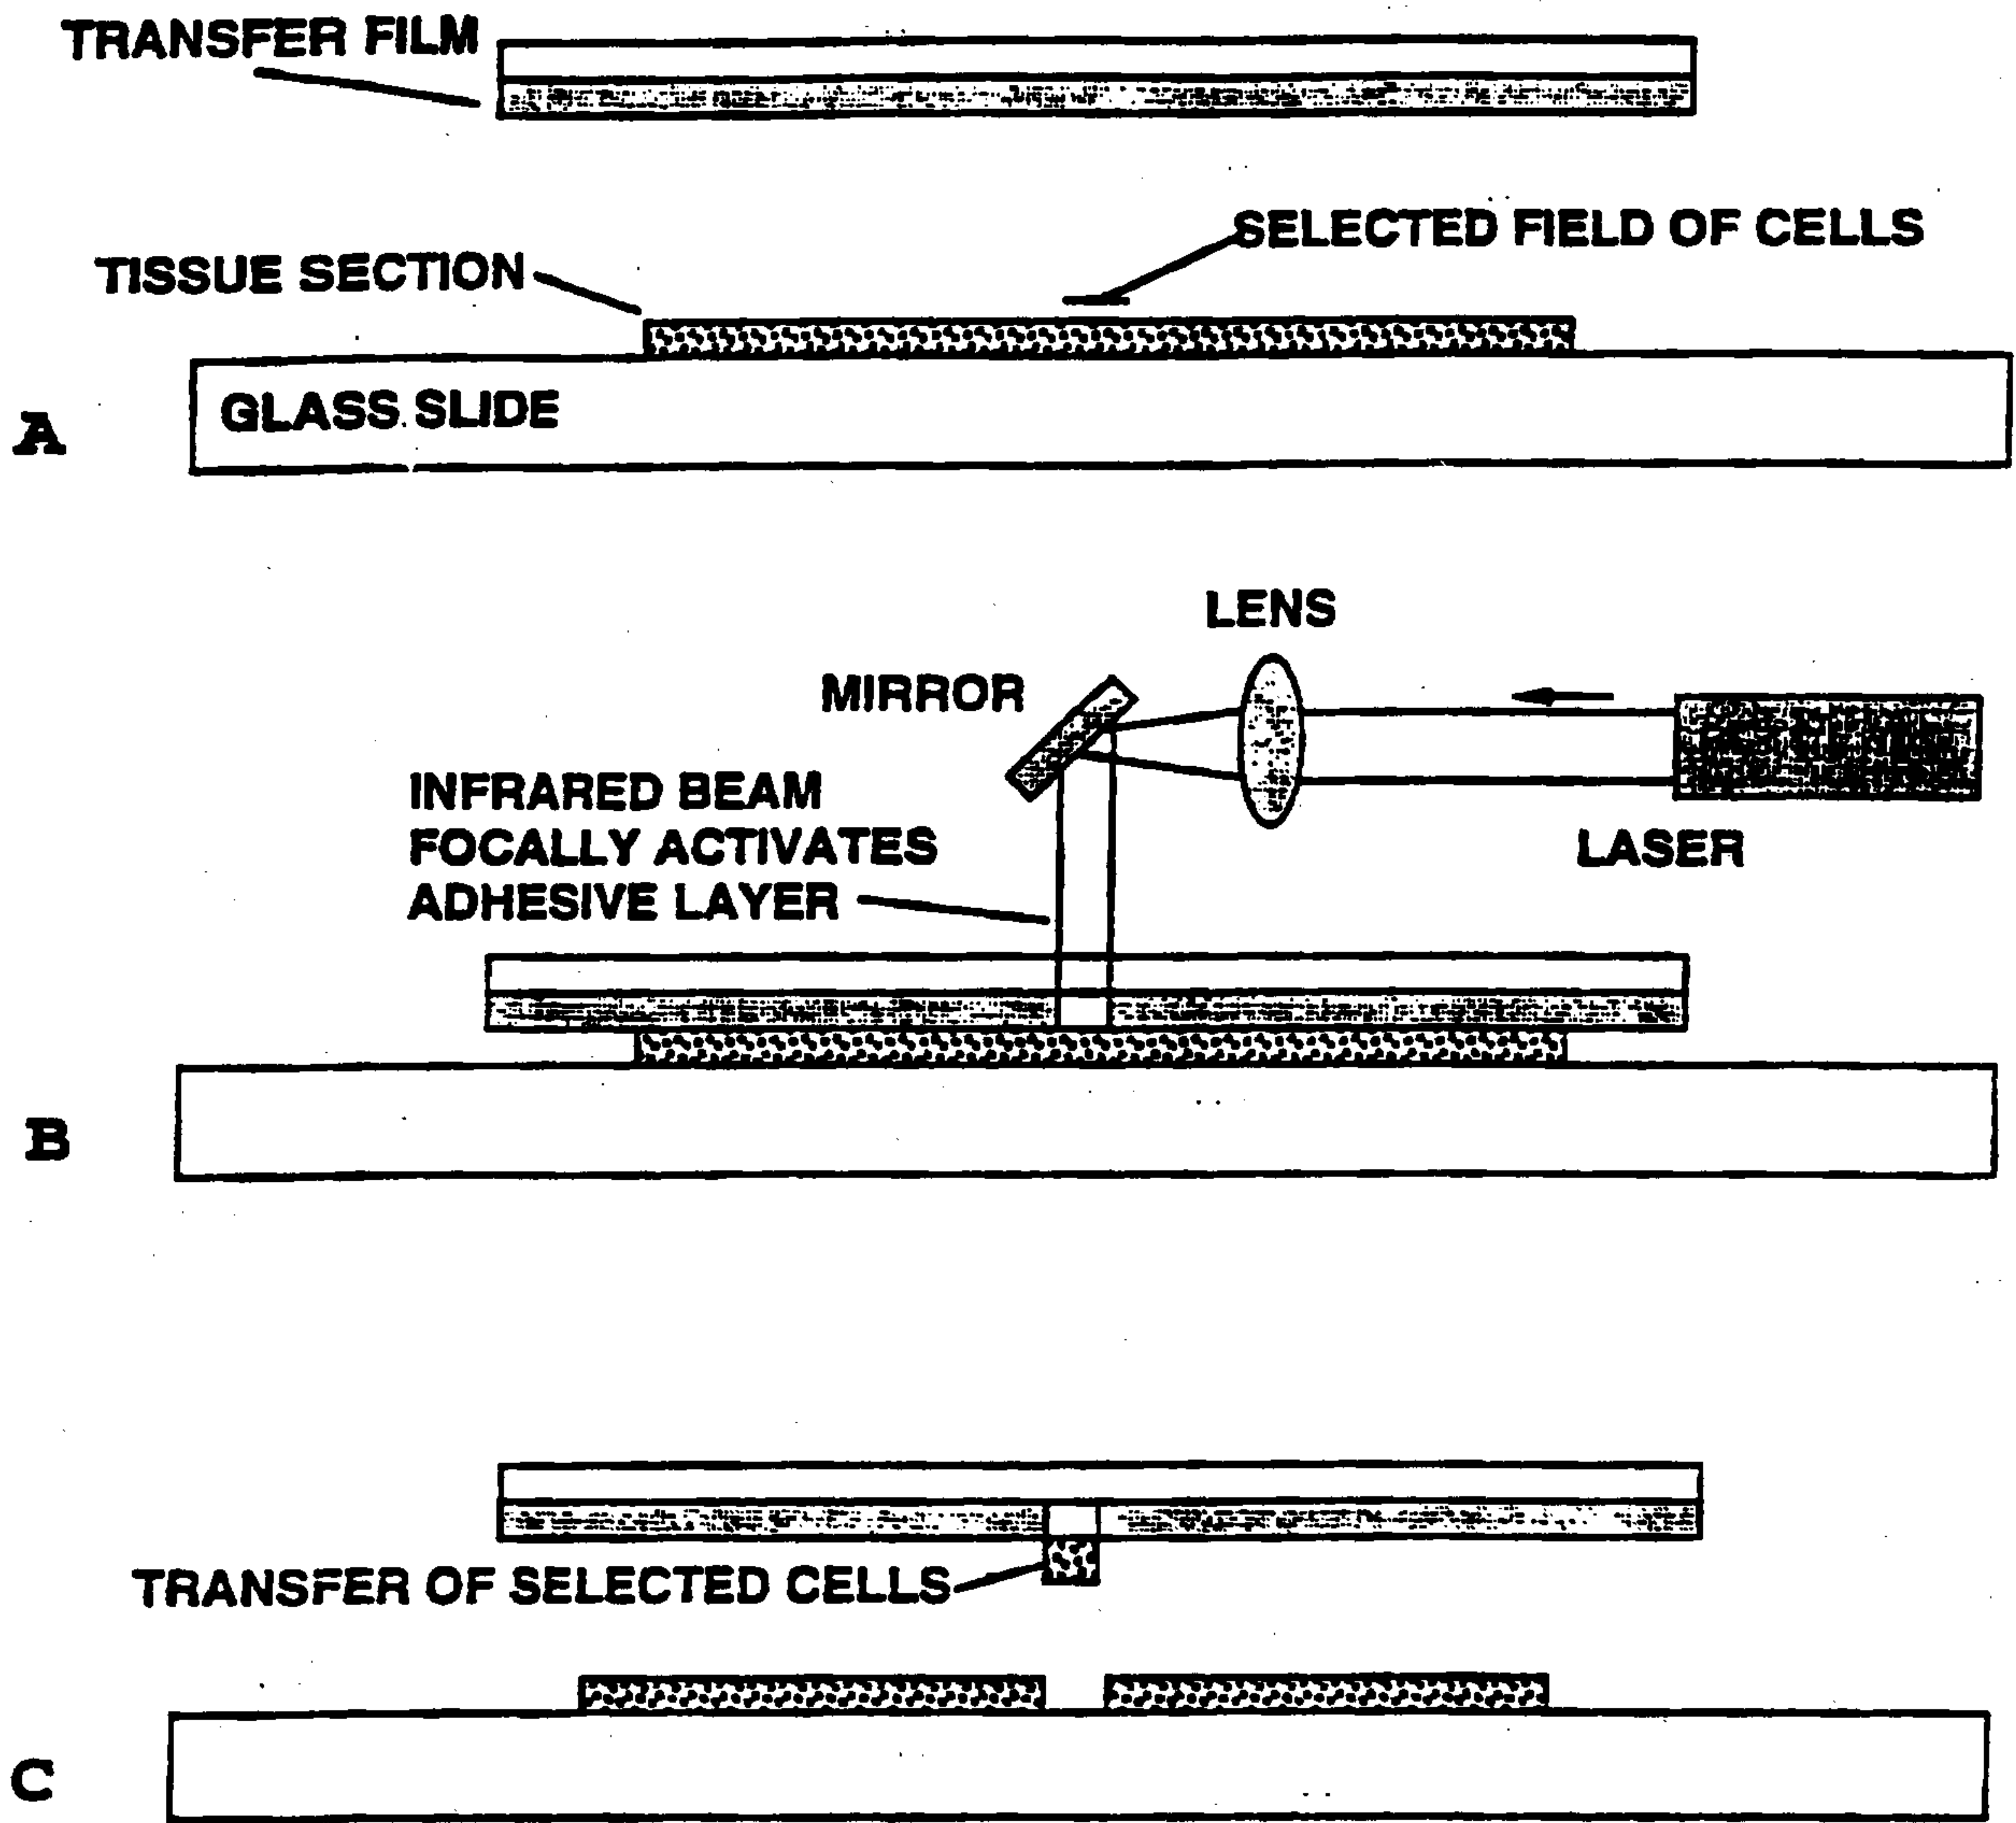 TRANSFER FILM
SELECTED FIELD OF CELLS
TISSUE SECTION
GLASS SLIDE
A
LENS
MIRROR
INFRARED BEAM
FOCALLY ACTIVATES
ADHESIVE LAYER
LASER
B
TRANSFER OF SELECTED CELLS
C